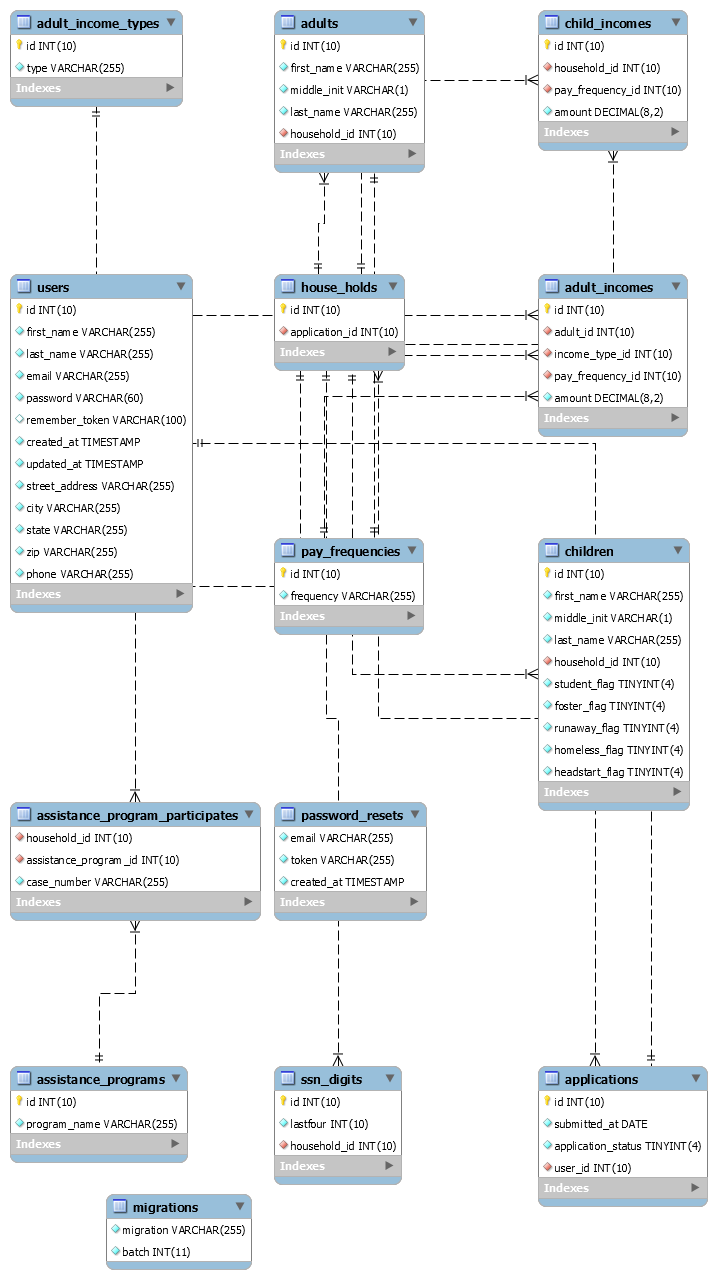 adult_income_types
id INT(10)
type VARCHAR(255)
Indexes
adults
id INT(10)
first_name VARCHAR(255)
middle_init VARCHAR(1)
last_name VARCHAR(255)
household_id INT(10)
Indexes
child_incomes
id INT(10)
household_id INT(10)
pay_frequency_id INT(10)
amount DECIMAL(8,2)
Indexes
users
id INT(10)
first_name VARCHAR(255)
last_name VARCHAR(255)
email VARCHAR(255)
password VARCHAR(60)
remember_token VARCHAR(100)
created_at TIMESTAMP
updated_at TIMESTAMP
street_address VARCHAR(255)
city VARCHAR(255)
state VARCHAR(255)
zip VARCHAR(255)
phone VARCHAR(255)
Indexes
house_holds
id INT(10)
application_id INT(10)
Indexes
adult_incomes
id INT(10)
adult_id INT(10)
income_type_id INT(10)
pay_frequency_id INT(10)
amount DECIMAL(8,2)
Indexes
pay_frequencies
id INT(10)
frequency VARCHAR(255)
Indexes
children
id INT(10)
first_name VARCHAR(255)
middle_init VARCHAR(1)
last_name VARCHAR(255)
household_id INT(10)
student_flag TINYINT(4)
foster_flag TINYINT(4)
runaway_flag TINYINT(4)
homeless_flag TINYINT(4)
headstart_flag TINYINT(4)
Indexes
assistance_program_participates
household_id INT(10)
assistance_program_id INT(10)
case_number VARCHAR(255)
Indexes
password_resets
email VARCHAR(255)
token VARCHAR(255)
created_at TIMESTAMP
Indexes
assistance_programs
id INT(10)
program_name VARCHAR(255)
Indexes
ssn_digits
id INT(10)
lastfour INT(10)
household_id INT(10)
Indexes
applications
id INT(10)
submitted_at DATE
application_status TINYINT(4)
user_id INT(10)
Indexes
migrations
migration VARCHAR(255)
batch INT(11)